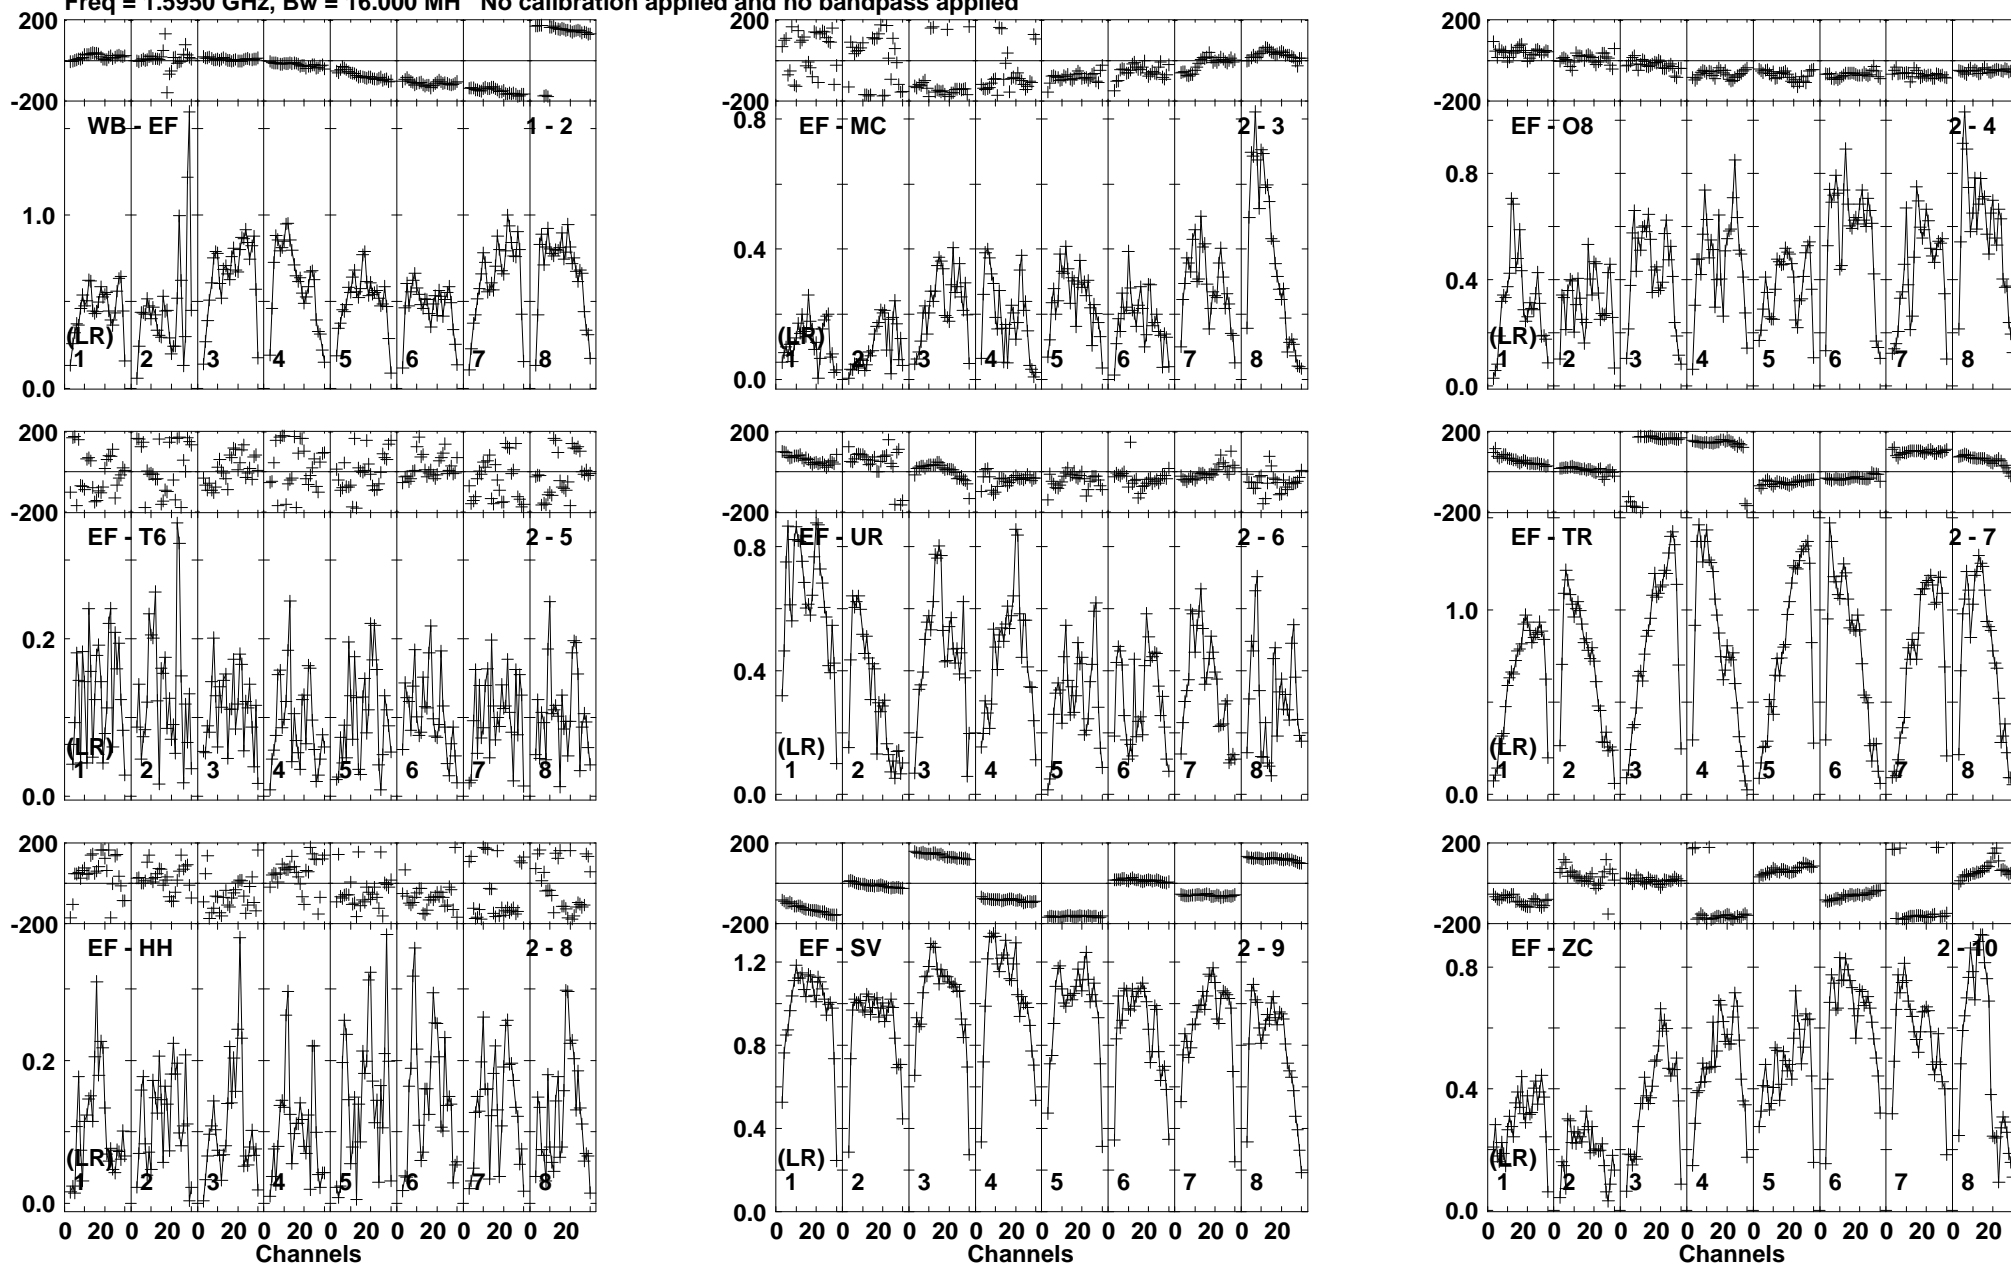 Freq = 1.5950 GHz, Bw = 16.000 MH No calibration applied and no bandpass applied
200
-200
WB - EF
1 - 2
1.0
0.0
(LR)
1 2 3 4 5 6 7 8
EF - MC
2 - 3
200
-200
0.8
0.4
0.0
(LR)
1 2 3 4 5 6 7 8
EF - O8
2 - 4
200
-200
0.8
0.4
0.0
(LR)
1 2 3 4 5 6 7 8
200
-200
EF - T6
2 - 5
0.2
0.0
(LR)
1 2 3 4 5 6 7 8
200
-200
EF - UR
2 - 6
0.8
0.4
0.0
(LR)
1 2 3 4 5 6 7 8
200
-200
EF - TR
2 - 7
1.0
0.0
(LR)
1 2 3 4 5 6 7 8
200
-200
EF - HH
2 - 8
0.2
0.0
(LR)
1 2 3 4 5 6 7 8
0 20 0 20 0 20 0 20 0 20 0 20 0 20 0 20
Channels
200
-200
EF - SV
2 - 9
1.2
0.8
0.4
0.0
(LR)
1 2 3 4 5 6 7 8
0 20 0 20 0 20 0 20 0 20 0 20 0 20 0 20
Channels
200
-200
EF - ZC
2 - 10
0.8
0.4
0.0
(LR)
1 2 3 4 5 6 7 8
0 20 0 20 0 20 0 20 0 20 0 20 0 20 0 20
Channels